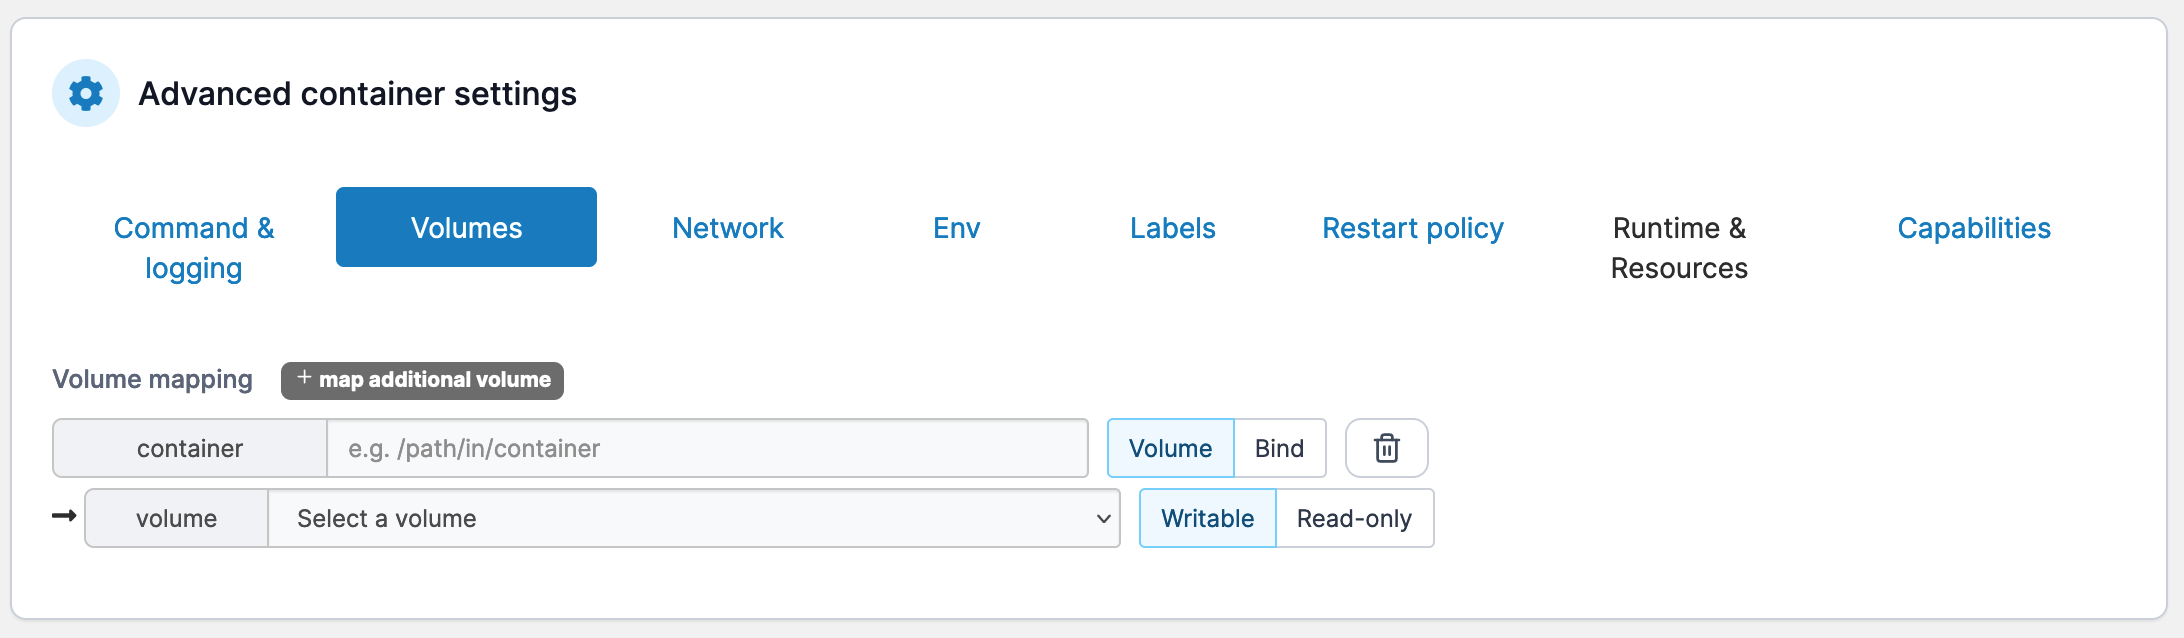 Advanced container settings
Command &
logging
Volumes
Network
Env
Labels
Restart policy
Runtime &
Resources
Capabilities
Volume mapping
+ map additional volume
container
e.g. /path/in/container
Volume
Bind
volume
Select a volume
Writable
Read-only